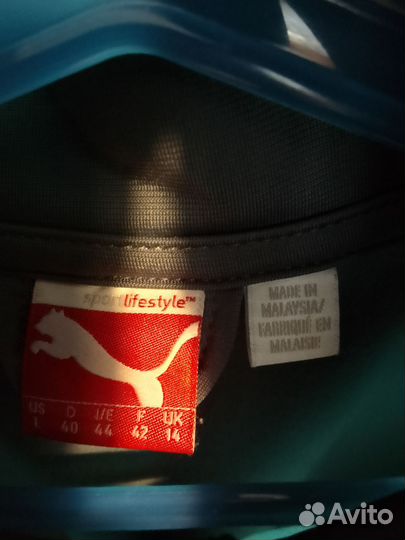 sportlifestyle™
US D I/E F UK
L 40 44 42 14
MADE IN
MALAYSIA/
FABRIQUÉ EN
MALAISIE
Avito